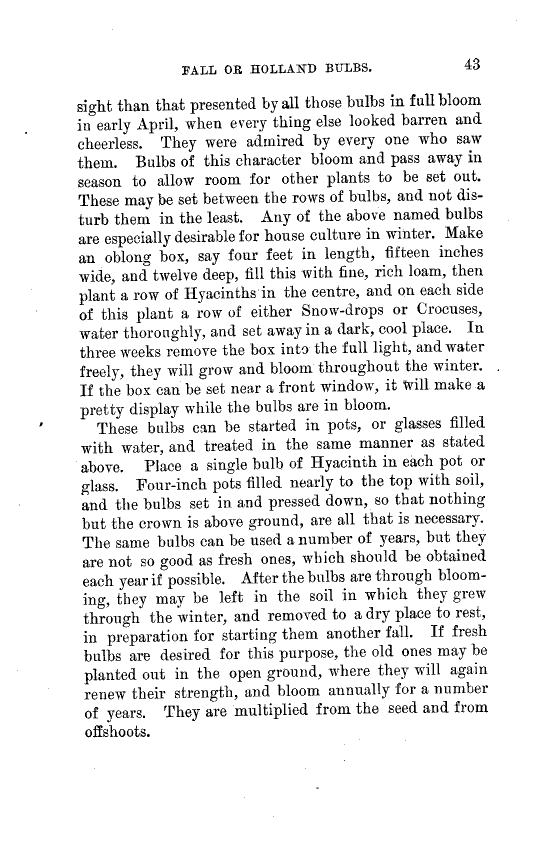 FALL OR HOLLAND BULBS. 43
sight than that presented by all those bulbs in full bloom
in early April, when every thing else looked barren and
cheerless. They were admired by every one who saw
them. Bulbs of this character bloom and pass away in
season to allow room for other plants to be set out.
These may be set between the rows of bulbs, and not dis-
turb them in the least. Any of the above named bulbs
are especially desirable for house culture in winter. Make
an oblong box, say four feet in length, fifteen inches
wide, and twelve deep, fill this with fine, rich loam, then
plant a row of Hyacinths in the centre, and on each side
of this plant a row of either Snow-drops or Crocuses,
water thoroughly, and set away in a dark, cool place. In
three weeks remove the box into the full light, and water
freely, they will grow and bloom throughout the winter.
If the box can be set near a front window, it will make a
pretty display while the bulbs are in bloom.
These bulbs can be started in pots, or glasses filled
with water, and treated in the same manner as stated
above. Place a single bulb of Hyacinth in each pot or
glass. Four-inch pots filled nearly to the top with soil,
and the bulbs set in and pressed down, so that nothing
but the crown is above ground, are all that is necessary.
The same bulbs can be used a number of years, but they
are not so good as fresh ones, which should be obtained
each year if possible. After the bulbs are through bloom-
ing, they may be left in the soil in which they grew
through the winter, and removed to a dry place to rest,
in preparation for starting them another fall. If fresh
bulbs are desired for this purpose, the old ones may be
planted out in the open ground, where they will again
renew their strength, and bloom annually for a number
of years. They are multiplied from the seed and from
offshoots.